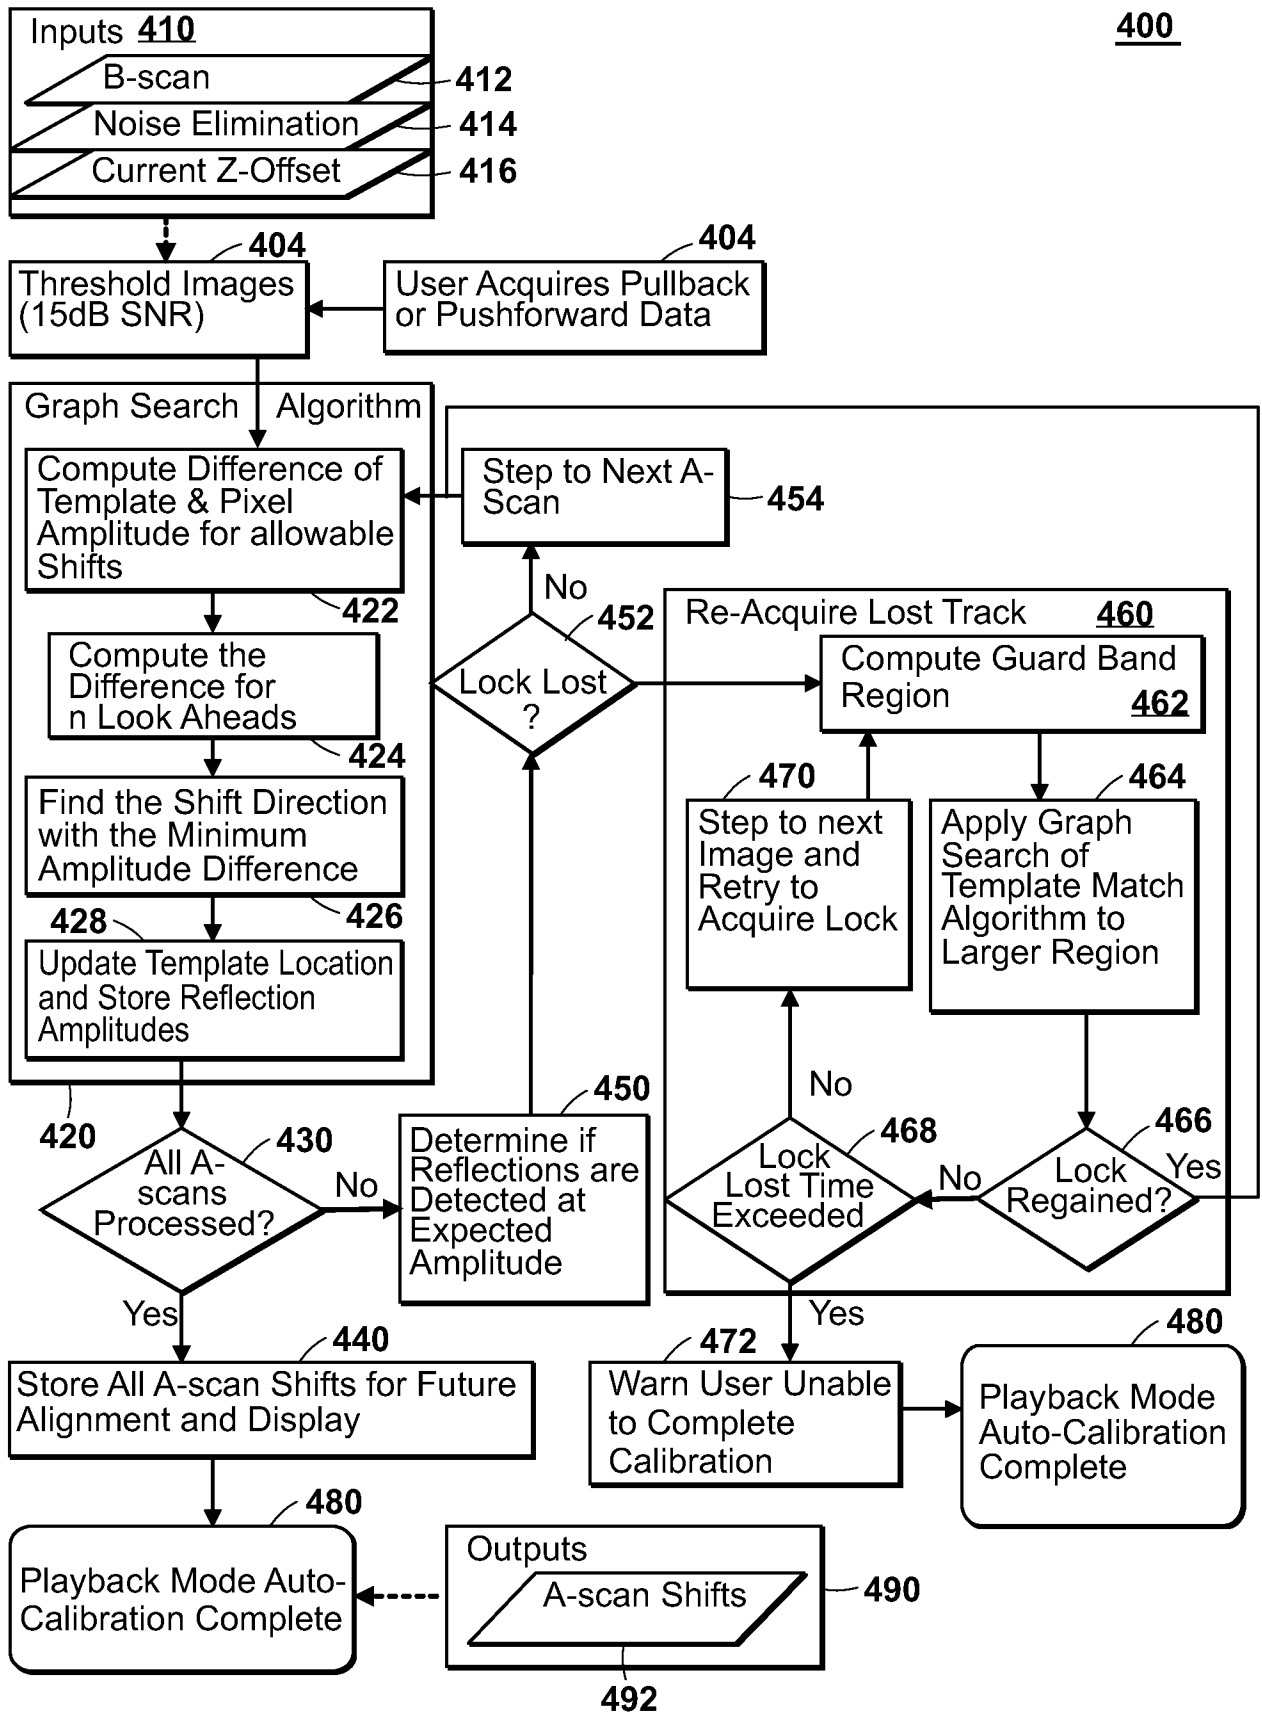 400
Inputs 410
B-scan
412
Noise Elimination
414
Current Z-Offset
416
404
Threshold Images
(15dB SNR)
404
User Acquires Pullback
or Pushforward Data
Graph Search Algorithm
Compute Difference of
Template & Pixel
Amplitude for allowable
Shifts
422
Compute the
Difference for
n Look Aheads
424
Find the Shift Direction
with the Minimum
Amplitude Difference
426
428
Update Template Location
and Store Reflection
Amplitudes
420
Step to Next A-
Scan
454
No
452
Lock Lost
?
Re-Acquire Lost Track 460
Compute Guard Band
Region
462
470
Step to next
Image and
Retry to
Acquire Lock
464
Apply Graph
Search of
Template Match
Algorithm to
Larger Region
No
468
Lock
Lost Time
Exceeded
No
466
Lock
Regained?
Yes
430
All A-
scans
Processed?
No
450
Determine if
Reflections are
Detected at
Expected
Amplitude
Yes
Yes
440
Store All A-scan Shifts for Future
Alignment and Display
472
Warn User Unable
to Complete
Calibration
480
Playback Mode
Auto-Calibration
Complete
480
Playback Mode Auto-
Calibration Complete
Outputs
A-scan Shifts
490
492